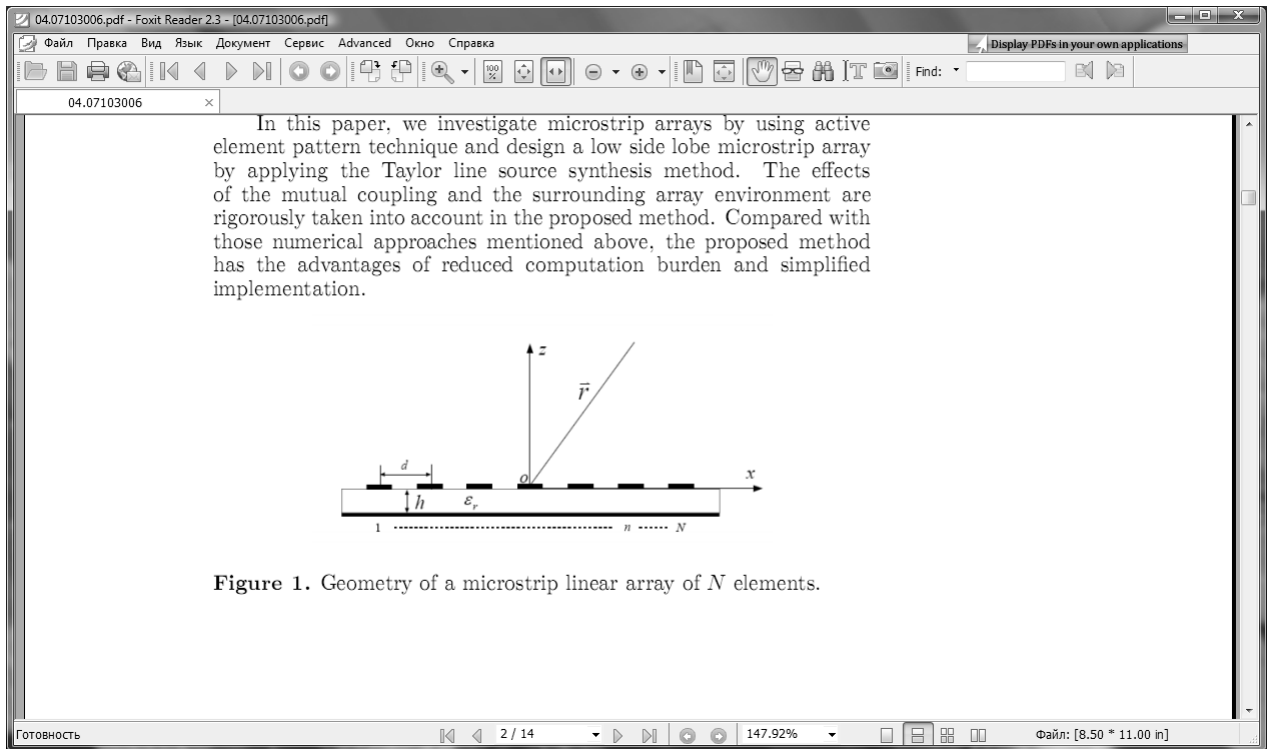 04.07103006.pdf - Foxit Reader 2.3 - [04.07103006.pdf]
Файл Правка Вид Язык Документ Сервис Advanced Окно Справка
Display PDFs in your own applications
100 %
Find:
04.07103006
In this paper, we investigate microstrip arrays by using active
element pattern technique and design a low side lobe microstrip array
by applying the Taylor line source synthesis method. The effects
of the mutual coupling and the surrounding array environment are
rigorously taken into account in the proposed method. Compared with
those numerical approaches mentioned above, the proposed method
has the advantages of reduced computation burden and simplified
implementation.
z
r⃗
d
o
x
h
εr
1 n N
Figure 1. Geometry of a microstrip linear array of N elements.
Готовность
2 / 14
147.92%
Файл: [8.50 * 11.00 in]